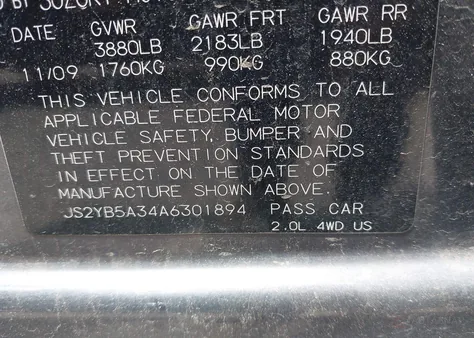 DATE GVWR GAWR FRT GAWR RR
3880LB 2183LB 1940LB
11/09 1760KG 990KG 880KG
THIS VEHICLE CONFORMS TO ALL
APPLICABLE FEDERAL MOTOR
VEHICLE SAFETY, BUMPER AND
THEFT PREVENTION STANDARDS
IN EFFECT ON THE DATE OF
MANUFACTURE SHOWN ABOVE.
JS2YB5A34A6301894 PASS CAR
2.0L 4WD US